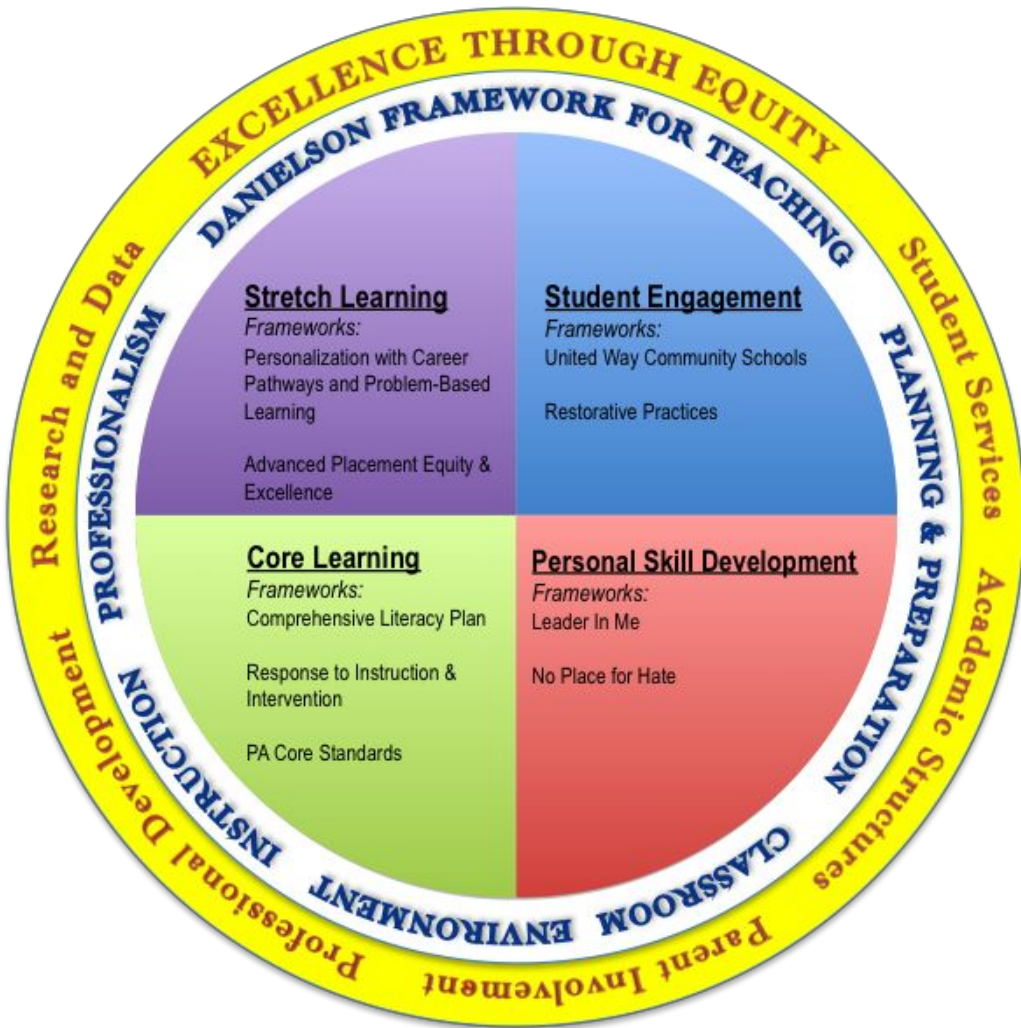 EXCELLENCE THROUGH EQUITY
Student Services
Academic Structures
Parent Involvement
Professional Development
Research and Data
DANIELSON FRAMEWORK FOR TEACHING
PLANNING & PREPARATION
CLASSROOM ENVIRONMENT
INSTRUCTION
PROFESSIONALISM
Stretch Learning
Frameworks:
Personalization with Career
Pathways and Problem-Based
Learning
Advanced Placement Equity &
Excellence
Student Engagement
Frameworks:
United Way Community Schools
Restorative Practices
Core Learning
Frameworks:
Comprehensive Literacy Plan
Response to Instruction &
Intervention
PA Core Standards
Personal Skill Development
Frameworks:
Leader In Me
No Place for Hate